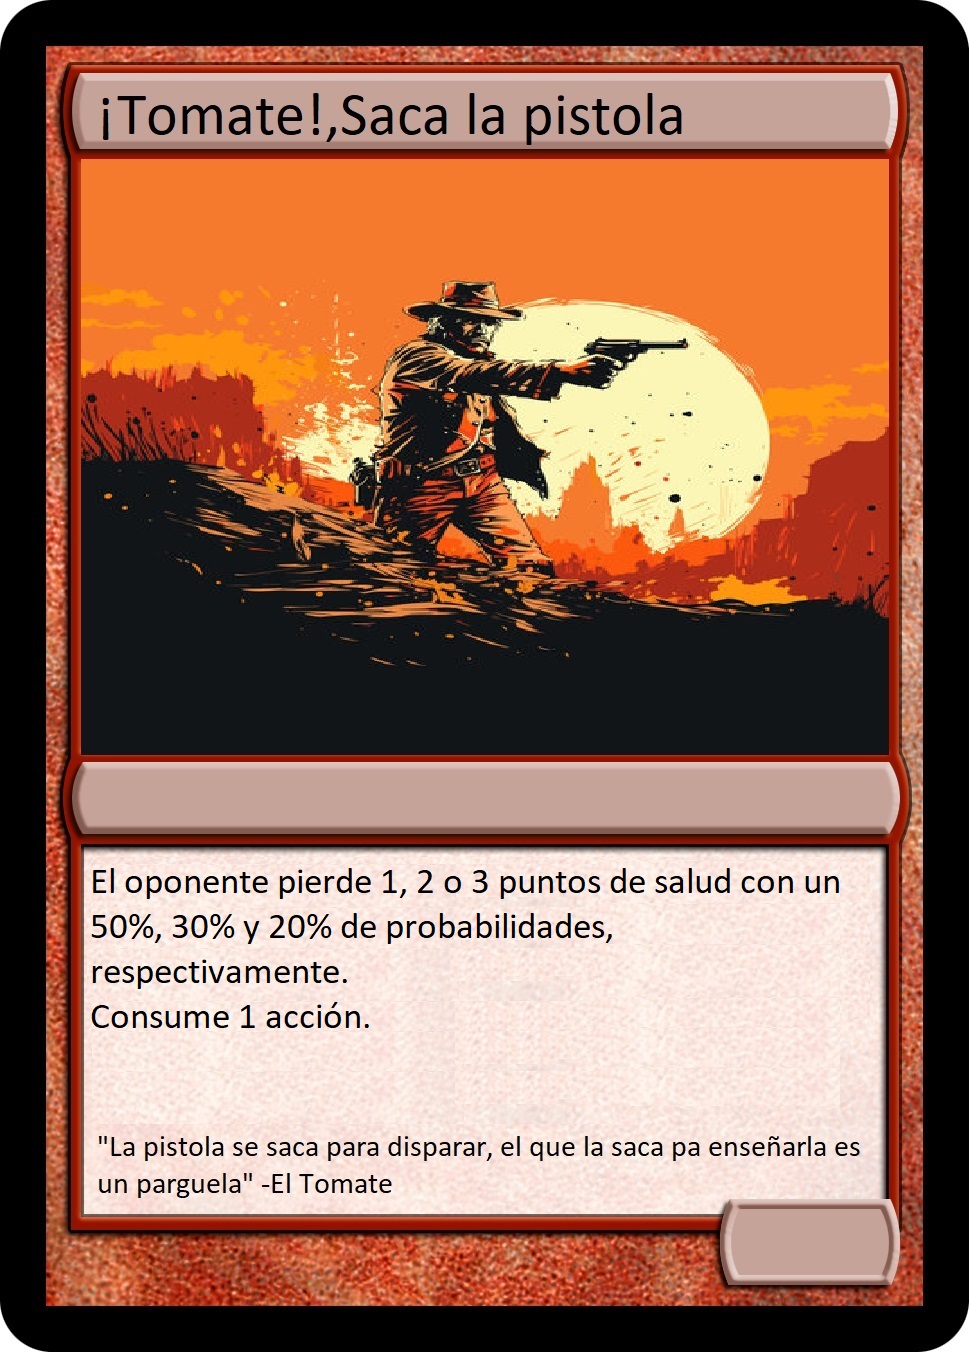 ¡Tomate!,Saca la pistola
El oponente pierde 1, 2 o 3 puntos de salud con un
50%, 30% y 20% de probabilidades,
respectivamente.
Consume 1 acción.
"La pistola se saca para disparar, el que la saca pa enseñarla es
un parguela" -El Tomate